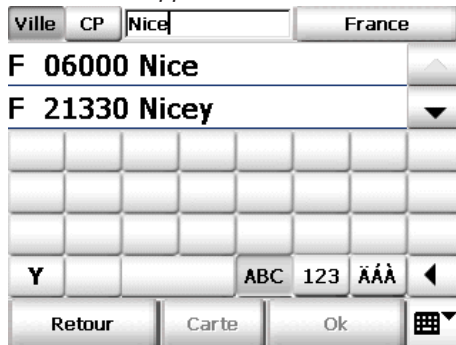 Ville CP Nice France
F 06000 Nice
F 21330 Nicey
Y ABC 123 ÄÁÀ
Retour Carte Ok